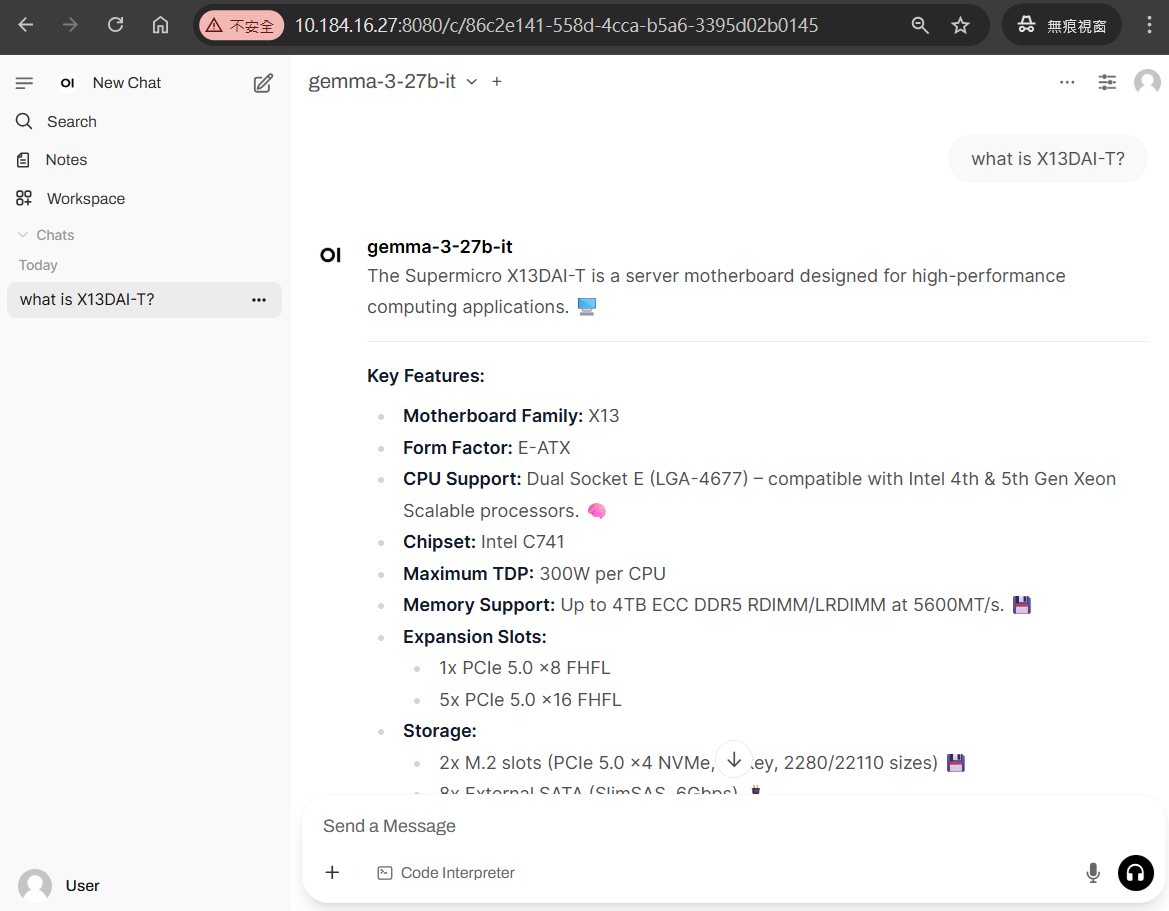 不安全 10.184.16.27:8080/c/86c2e141-558d-4cca-b5a6-3395d02b0145 無痕視窗
OI New Chat
Search
Notes
Workspace
Chats
Today
what is X13DAI-T?
User
gemma-3-27b-it
what is X13DAI-T?
OI gemma-3-27b-it
The Supermicro X13DAI-T is a server motherboard designed for high-performance
computing applications. 🖥️
Key Features:
Motherboard Family: X13
Form Factor: E-ATX
CPU Support: Dual Socket E (LGA-4677) – compatible with Intel 4th & 5th Gen Xeon
Scalable processors. 🧠
Chipset: Intel C741
Maximum TDP: 300W per CPU
Memory Support: Up to 4TB ECC DDR5 RDIMM/LRDIMM at 5600MT/s. 💾
Expansion Slots:
1x PCIe 5.0 ×8 FHFL
5x PCIe 5.0 ×16 FHFL
Storage:
2x M.2 slots (PCIe 5.0 ×4 NVMe, 2280/22110 sizes) 💾
8x External SATA (SlimSAS, 6Gbps)
Send a Message
Code Interpreter